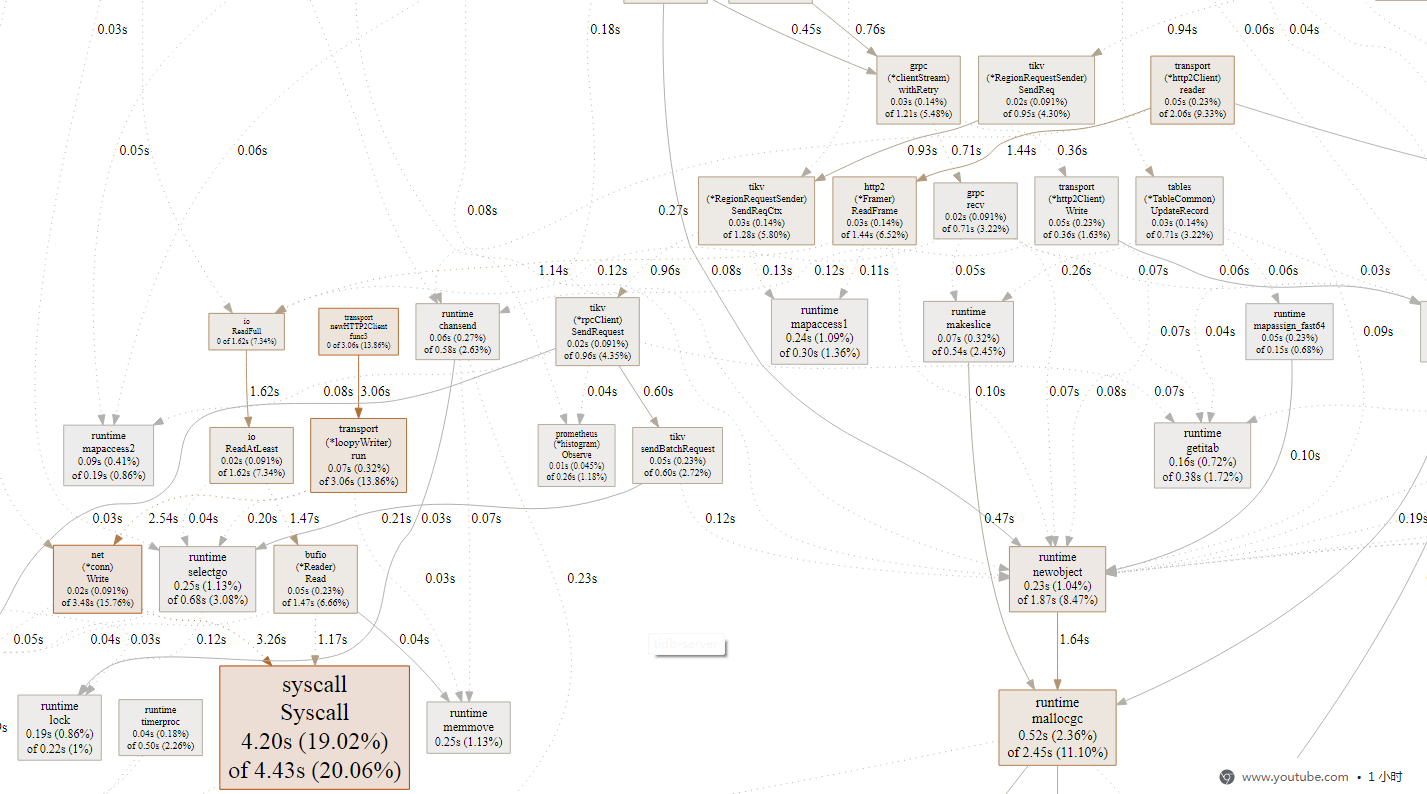 0.03s
0.18s
0.45s
0.76s
0.94s
0.06s
0.04s
grpc
(*clientStream)
withRetry
0.03s (0.14%)
of 1.21s (5.48%)
tikv
(*RegionRequestSender)
SendReq
0.02s (0.091%)
of 0.95s (4.30%)
transport
(*http2Client)
reader
0.05s (0.23%)
of 2.06s (9.33%)
0.05s
0.06s
0.93s
0.71s
1.44s
0.36s
0.08s
0.27s
tikv
(*RegionRequestSender)
SendReqCtx
0.03s (0.14%)
of 1.28s (5.80%)
http2
(*Framer)
ReadFrame
0.03s (0.14%)
of 1.44s (6.52%)
grpc
recv
0.02s (0.091%)
of 0.71s (3.22%)
transport
(*http2Client)
Write
0.05s (0.23%)
of 0.36s (1.63%)
tables
(*TableCommon)
UpdateRecord
0.03s (0.14%)
of 0.71s (3.22%)
1.14s
0.12s
0.96s
0.08s
0.13s
0.12s
0.11s
0.05s
0.26s
0.07s
0.06s
0.06s
0.03s
io
ReadFull
0 of 1.62s (7.34%)
transport
newHTTP2Client
func3
0 of 3.06s (13.86%)
runtime
chansend
0.06s (0.27%)
of 0.58s (2.63%)
tikv
(*rpcClient)
SendRequest
0.02s (0.091%)
of 0.96s (4.35%)
runtime
mapaccess1
0.24s (1.09%)
of 0.30s (1.36%)
runtime
makeslice
0.07s (0.32%)
of 0.54s (2.45%)
runtime
mapassign_fast64
0.05s (0.23%)
of 0.15s (0.68%)
0.07s
0.04s
0.09s
1.62s
0.08s
3.06s
0.04s
0.60s
0.10s
0.07s
0.08s
0.07s
runtime
mapaccess2
0.09s (0.41%)
of 0.19s (0.86%)
io
ReadAtLeast
0.02s (0.091%)
of 1.62s (7.34%)
transport
(*loopyWriter)
run
0.07s (0.32%)
of 3.06s (13.86%)
prometheus
(*histogram)
Observe
0.01s (0.045%)
of 0.26s (1.18%)
tikv
sendBatchRequest
0.05s (0.23%)
of 0.60s (2.72%)
runtime
getitab
0.16s (0.72%)
of 0.38s (1.72%)
0.10s
0.03s
2.54s
0.04s
0.20s
1.47s
0.21s
0.03s
0.07s
0.12s
0.47s
0.19s
net
(*conn)
Write
0.02s (0.091%)
of 3.48s (15.76%)
runtime
selectgo
0.25s (1.13%)
of 0.68s (3.08%)
bufio
(*Reader)
Read
0.05s (0.23%)
of 1.47s (6.66%)
0.03s
0.23s
runtime
newobject
0.23s (1.04%)
of 1.87s (8.47%)
0.05s
0.04s
0.03s
0.12s
3.26s
1.17s
0.04s
1.64s
runtime
lock
0.19s (0.86%)
of 0.22s (1%)
runtime
timerproc
0.04s (0.18%)
of 0.50s (2.26%)
syscall
Syscall
4.20s (19.02%)
of 4.43s (20.06%)
runtime
memmove
0.25s (1.13%)
runtime
mallocgc
0.52s (2.36%)
of 2.45s (11.10%)
www.youtube.com • 1 小时